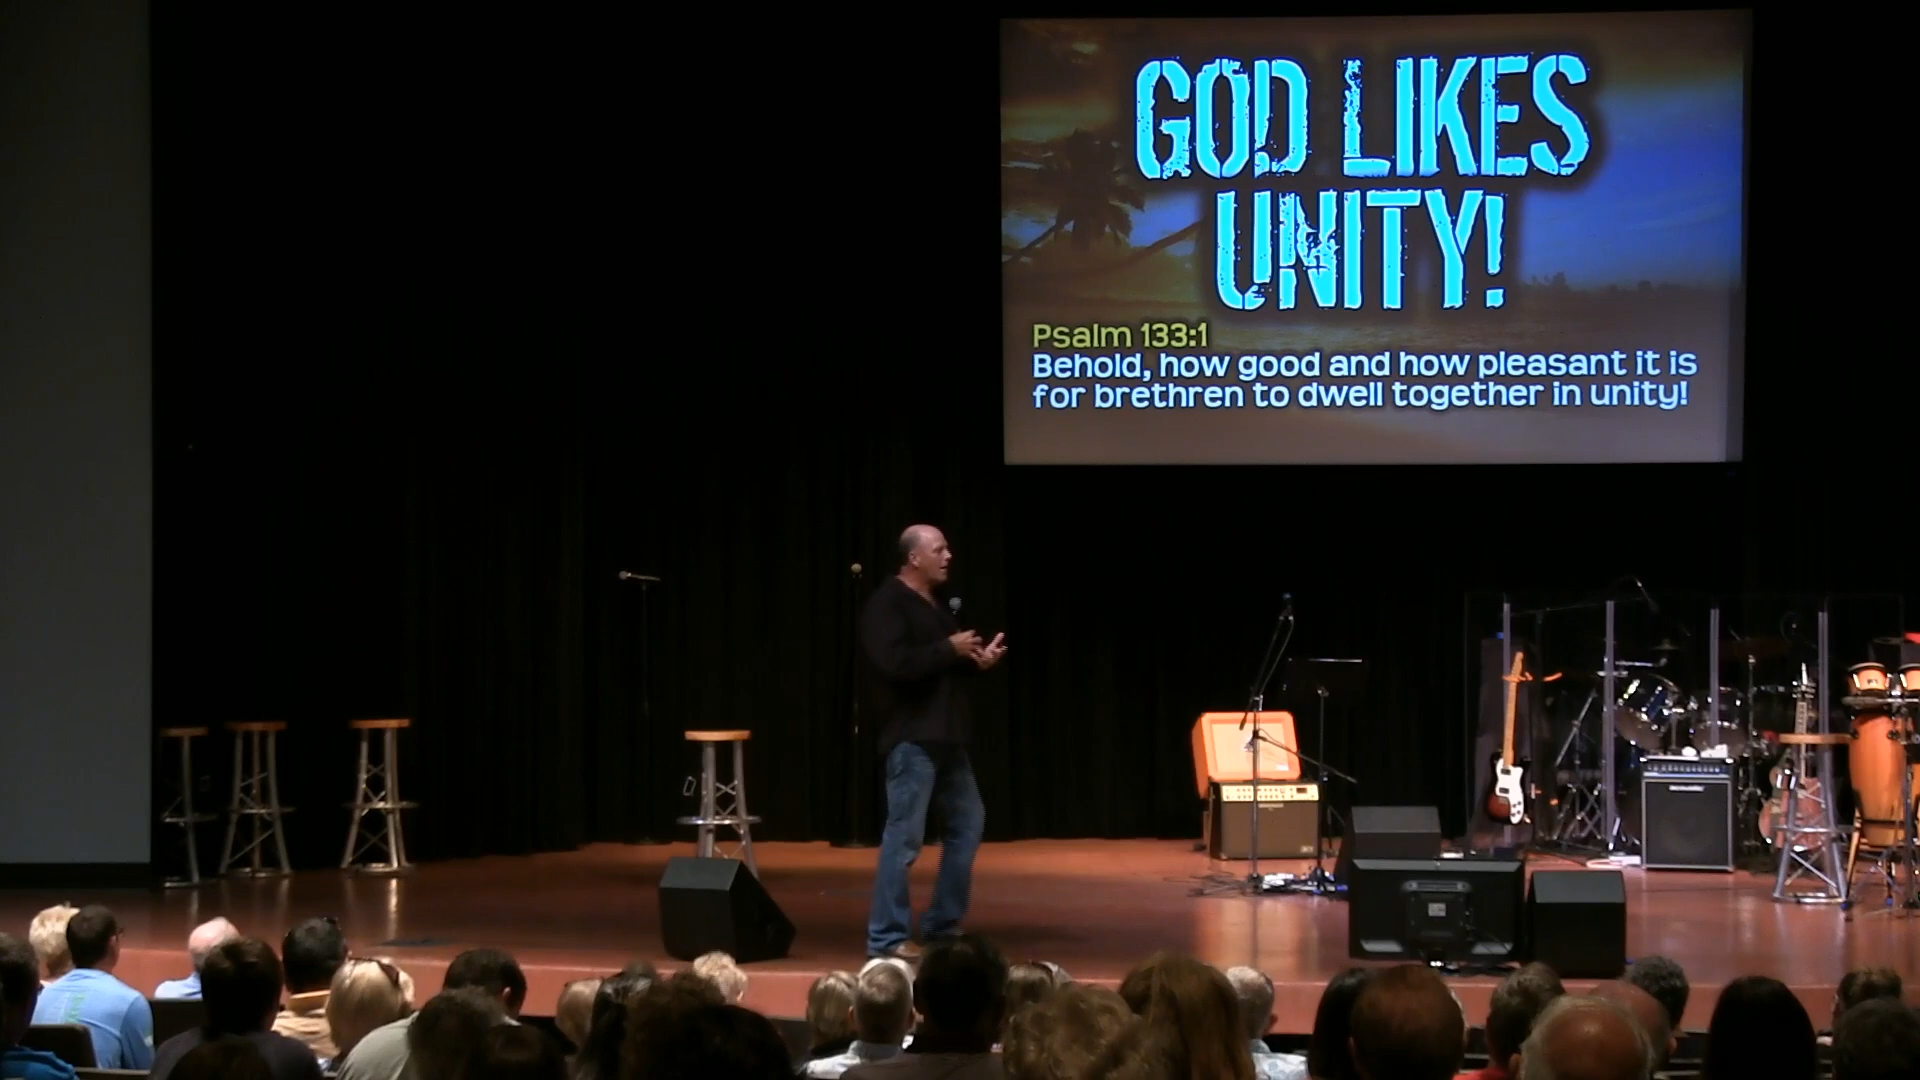 GOD LIKES
UNITY!
Psalm 133:1
Behold, how good and how pleasant it is
for brethren to dwell together in unity!